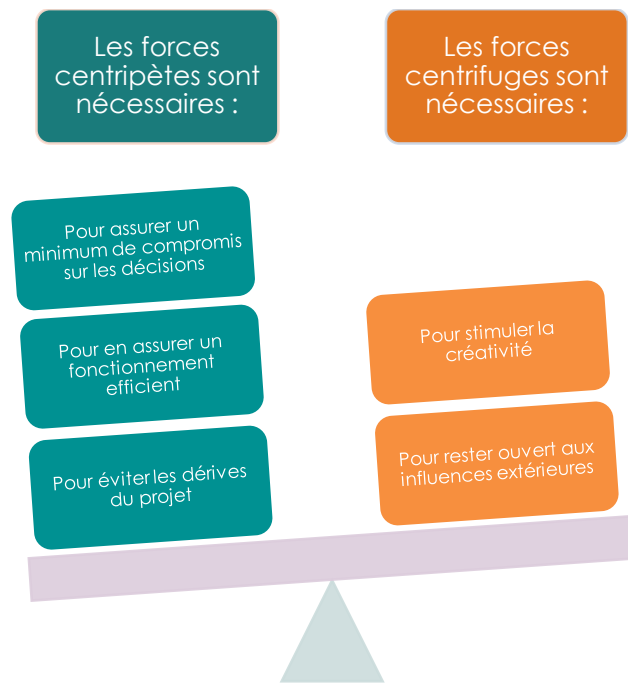 Les forces
centripètes sont
nécessaires :
Les forces
centrifuges sont
nécessaires :
Pour assurer un
minimum de compromis
sur les décisions
Pour en assurer un
fonctionnement
efficient
Pour éviter les dérives
du projet
Pour stimuler la
créativité
Pour rester ouvert aux
influences extérieures